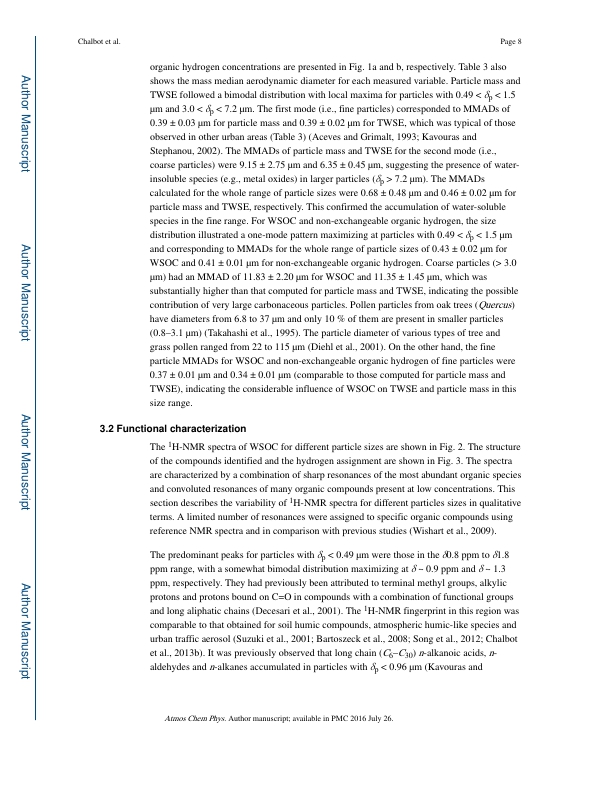 Chalbot et al.
Page 8
organic hydrogen concentrations are presented in Fig. 1a and b, respectively. Table 3 also
shows the mass median aerodynamic diameter for each measured variable. Particle mass and
TWSE followed a bimodal distribution with local maxima for particles with 0.49 < δp < 1.5
μm and 3.0 < δp < 7.2 μm. The first mode (i.e., fine particles) corresponded to MMADs of
0.39 ± 0.03 μm for particle mass and 0.39 ± 0.02 μm for TWSE, which was typical of those
observed in other urban areas (Table 3) (Aceves and Grimalt, 1993; Kavouras and
Stephanou, 2002). The MMADs of particle mass and TWSE for the second mode (i.e.,
coarse particles) were 9.15 ± 2.75 μm and 6.35 ± 0.45 μm, suggesting the presence of water-
insoluble species (e.g., metal oxides) in larger particles (δp > 7.2 μm). The MMADs
calculated for the whole range of particle sizes were 0.68 ± 0.48 μm and 0.46 ± 0.02 μm for
particle mass and TWSE, respectively. This confirmed the accumulation of water-soluble
species in the fine range. For WSOC and non-exchangeable organic hydrogen, the size
distribution illustrated a one-mode pattern maximizing at particles with 0.49 < δp < 1.5 μm
and corresponding to MMADs for the whole range of particle sizes of 0.43 ± 0.02 μm for
WSOC and 0.41 ± 0.01 μm for non-exchangeable organic hydrogen. Coarse particles (> 3.0
μm) had an MMAD of 11.83 ± 2.20 μm for WSOC and 11.35 ± 1.45 μm, which was
substantially higher than that computed for particle mass and TWSE, indicating the possible
contribution of very large carbonaceous particles. Pollen particles from oak trees (Quercus)
have diameters from 6.8 to 37 μm and only 10 % of them are present in smaller particles
(0.8–3.1 μm) (Takahashi et al., 1995). The particle diameter of various types of tree and
grass pollen ranged from 22 to 115 μm (Diehl et al., 2001). On the other hand, the fine
particle MMADs for WSOC and non-exchangeable organic hydrogen of fine particles were
0.37 ± 0.01 μm and 0.34 ± 0.01 μm (comparable to those computed for particle mass and
TWSE), indicating the considerable influence of WSOC on TWSE and particle mass in this
size range.
3.2 Functional characterization
The ¹H-NMR spectra of WSOC for different particle sizes are shown in Fig. 2. The structure
of the compounds identified and the hydrogen assignment are shown in Fig. 3. The spectra
are characterized by a combination of sharp resonances of the most abundant organic species
and convoluted resonances of many organic compounds present at low concentrations. This
section describes the variability of ¹H-NMR spectra for different particles sizes in qualitative
terms. A limited number of resonances were assigned to specific organic compounds using
reference NMR spectra and in comparison with previous studies (Wishart et al., 2009).
The predominant peaks for particles with δp < 0.49 μm were those in the δ0.8 ppm to δ1.8
ppm range, with a somewhat bimodal distribution maximizing at δ ~ 0.9 ppm and δ ~ 1.3
ppm, respectively. They had previously been attributed to terminal methyl groups, alkylic
protons and protons bound on C=O in compounds with a combination of functional groups
and long aliphatic chains (Decesari et al., 2001). The ¹H-NMR fingerprint in this region was
comparable to that obtained for soil humic compounds, atmospheric humic-like species and
urban traffic aerosol (Suzuki et al., 2001; Bartoszeck et al., 2008; Song et al., 2012; Chalbot
et al., 2013b). It was previously observed that long chain (C6–C30) n-alkanoic acids, n-
aldehydes and n-alkanes accumulated in particles with δp < 0.96 μm (Kavouras and
Atmos Chem Phys. Author manuscript; available in PMC 2016 July 26.
Author Manuscript
Author Manuscript
Author Manuscript
Author Manuscript